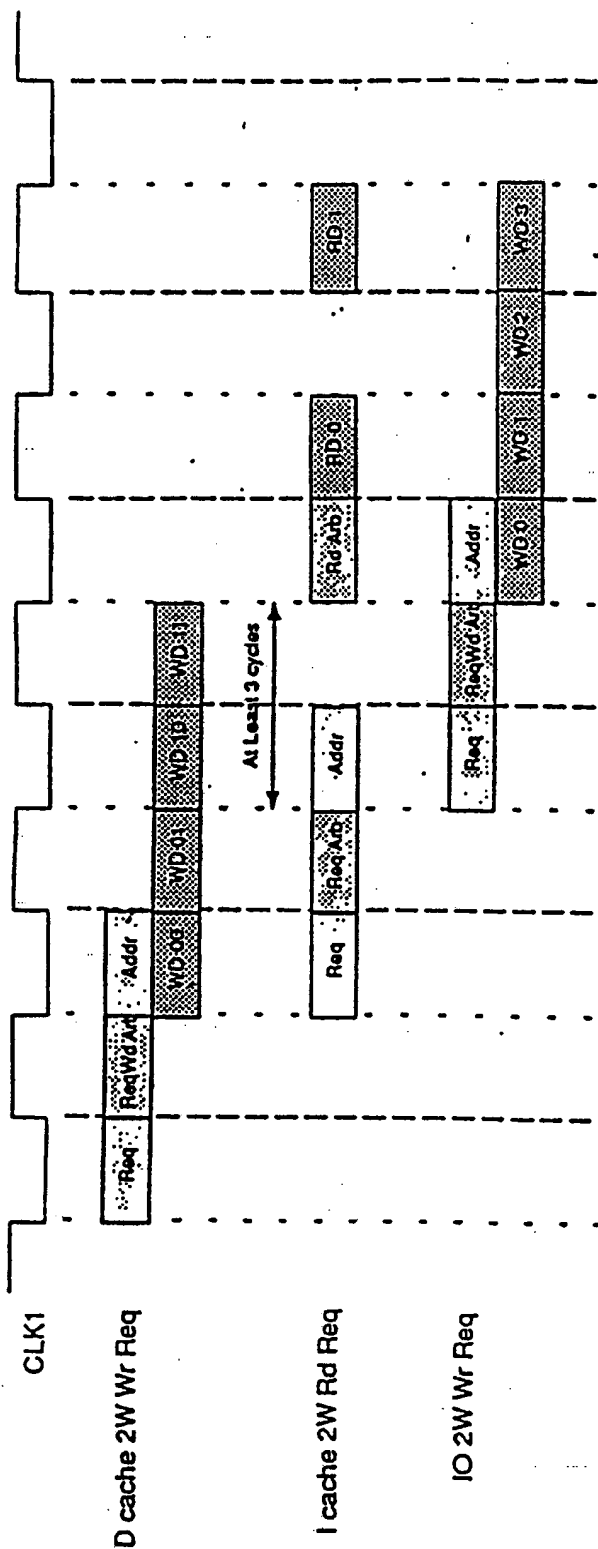 CLK1
D cache 2W Wr Req
Req ReqWd Arb Addr
WD 00 WD 01 WD 10 WD 11
At Least 3 cycles
I cache 2W Rd Req
Req Req Arb Addr Rd Arb RD 0 RD 1
IO 2W Wr Req
Req ReqWd Arb Addr
WD 0 WD 1 WD 2 WD 3